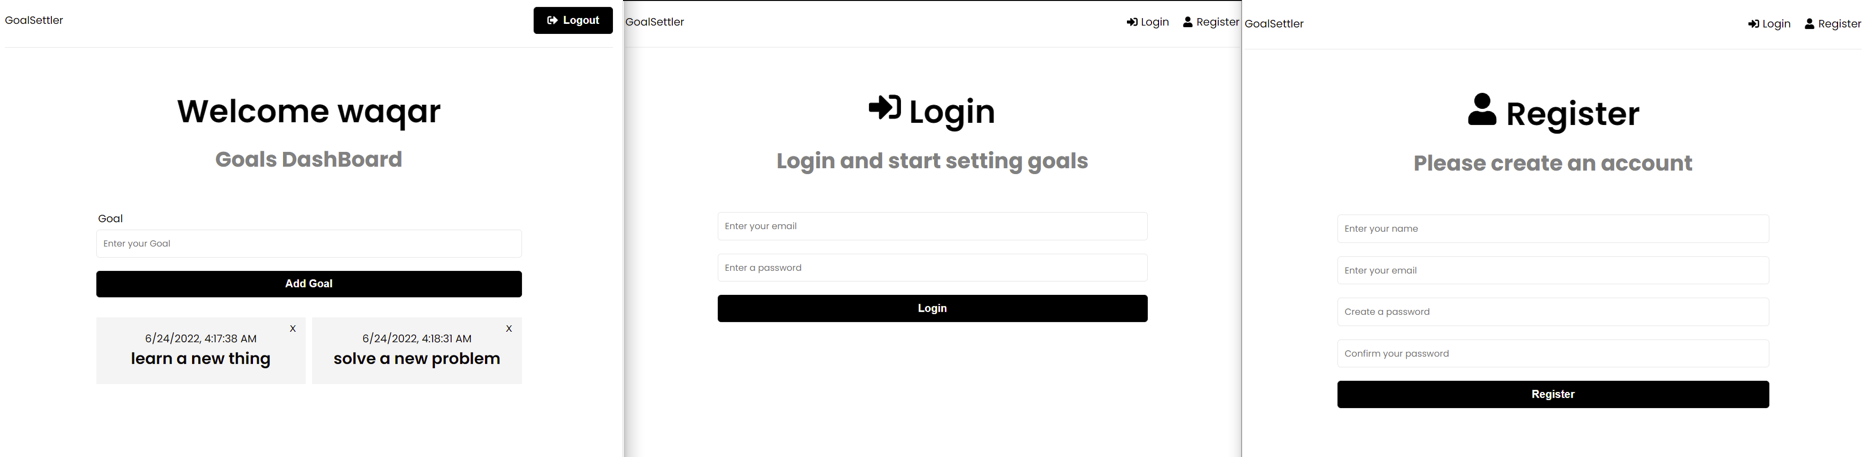 GoalSettler
Logout
Welcome waqar
Goals DashBoard
Goal
Enter your Goal
Add Goal
X
6/24/2022, 4:17:38 AM
learn a new thing
X
6/24/2022, 4:18:31 AM
solve a new problem
GoalSettler
Login
Register
Login
Login and start setting goals
Enter your email
Enter a password
Login
GoalSettler
Login
Register
Register
Please create an account
Enter your name
Enter your email
Create a password
Confirm your password
Register